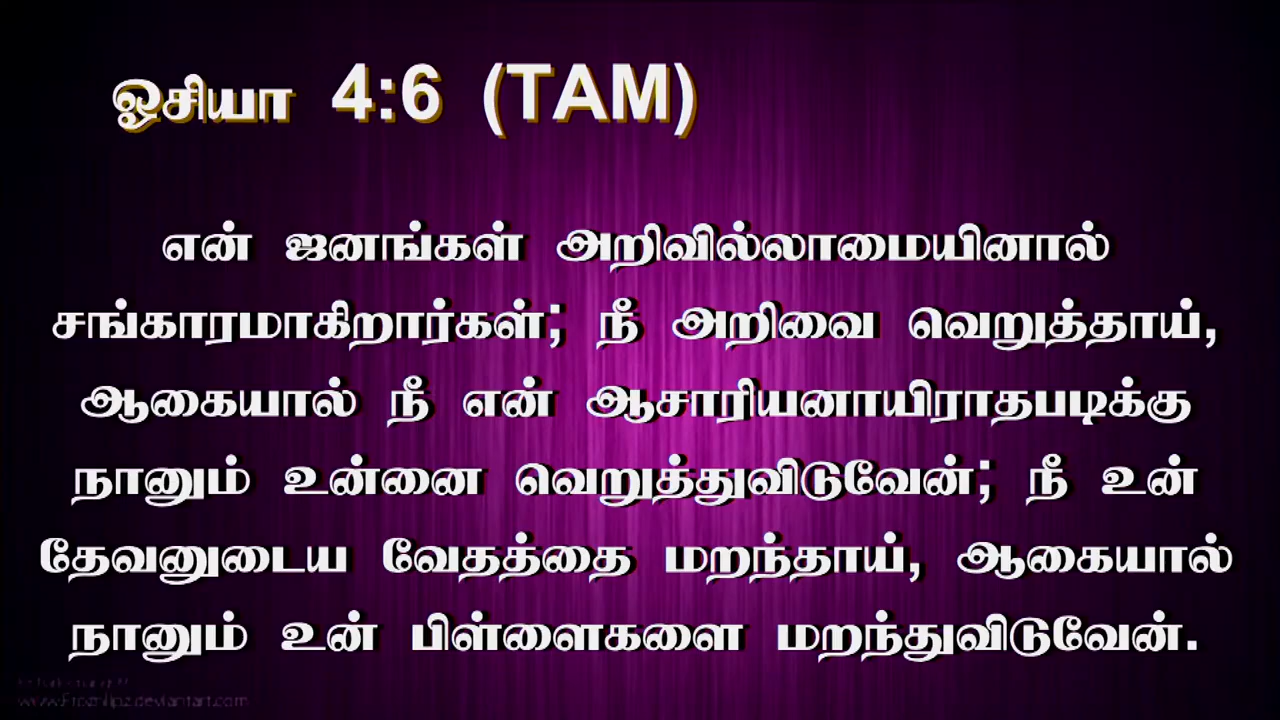 ஓசியா 4:6 (TAM)
என் ஜனங்கள் அறிவில்லாமையினால்
சங்காரமாகிறார்கள்; நீ அறிவை வெறுத்தாய்,
ஆகையால் நீ என் ஆசாரியனாயிராதபடிக்கு
நானும் உன்னை வெறுத்துவிடுவேன்; நீ உன்
தேவனுடைய வேதத்தை மறந்தாய், ஆகையால்
நானும் உன் பிள்ளைகளை மறந்துவிடுவேன்.